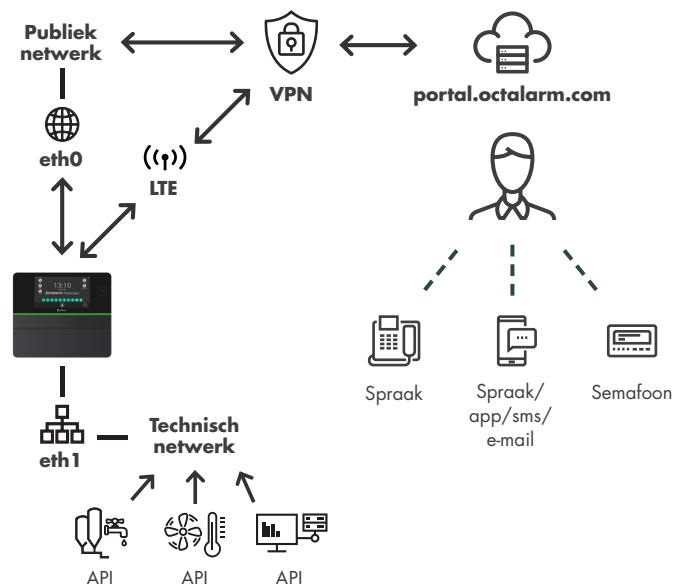 Publiek
netwerk
VPN
portal.octalarm.com
eth0
LTE
13:10
Spraak
Spraak/
app/sms/
e-mail
Semafoon
eth1
Technisch
netwerk
API
API
API